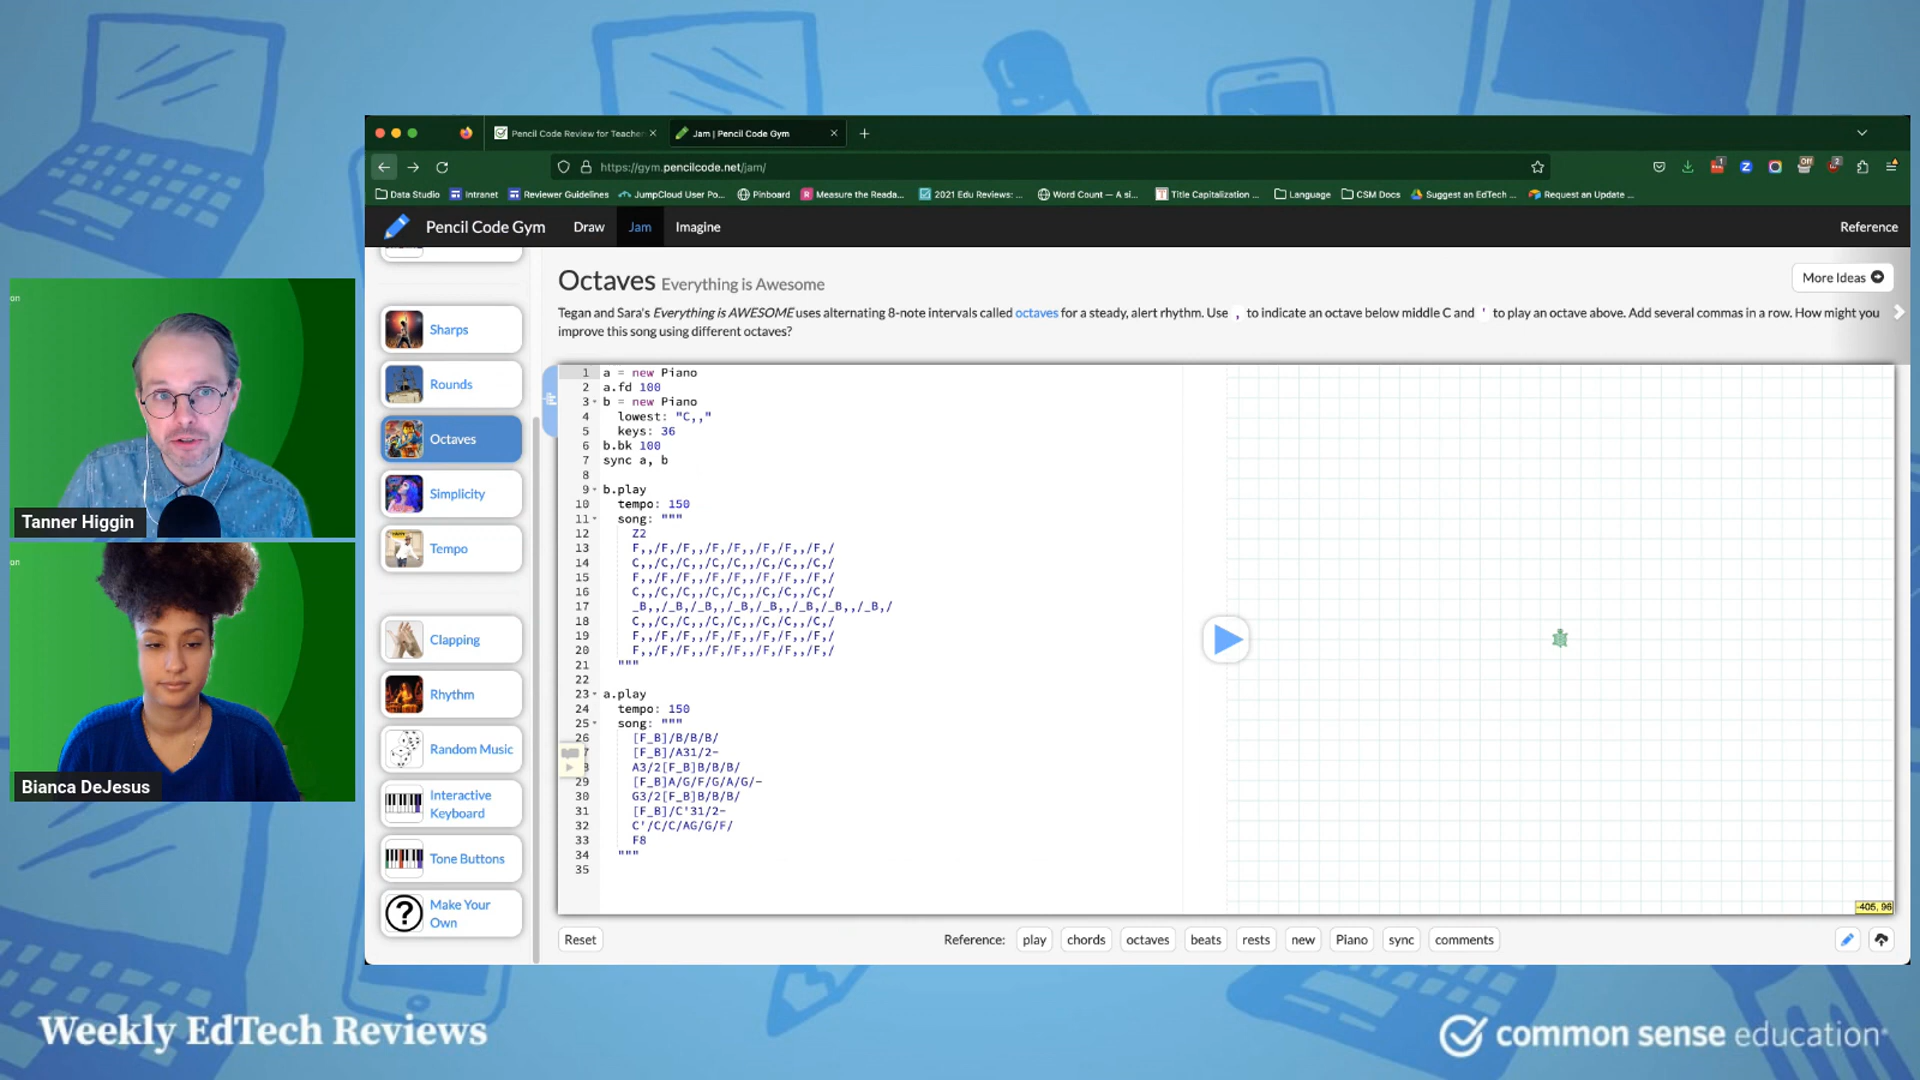 Pencil Code Review for Teacher
Jam | Pencil Code Gym
https://gym.pencilcode.net/jam/
Off
1
2
Data Studio
Intranet
Reviewer Guidelines
JumpCloud User Po...
Pinboard
Measure the Reada...
2021 Edu Reviews: ...
Word Count — A si...
Title Capitalization ...
Language
CSM Docs
Suggest an EdTech ...
Request an Update ...
Pencil Code Gym
Draw
Jam
Imagine
Reference
Sharps
Rounds
Octaves
Simplicity
Tempo
Clapping
Rhythm
Random Music
Interactive
Keyboard
Tone Buttons
Make Your
Own
Octaves Everything is Awesome
More Ideas
Tegan and Sara's Everything is AWESOME uses alternating 8-note intervals called octaves for a steady, alert rhythm. Use , to indicate an octave below middle C and ' to play an octave above. Add several commas in a row. How might you
improve this song using different octaves?
1 a = new Piano
2 a.fd 100
3 b = new Piano
4 lowest: "C,,"
5 keys: 36
6 b.bk 100
7 sync a, b
8
9 b.play
10 tempo: 150
11 song: """
12 Z2
13 F,,/F,/F,,/F,/F,,/F,/F,,/F,/
14 C,,/C,/C,,/C,/C,,/C,/C,,/C,/
15 F,,/F,/F,,/F,/F,,/F,/F,,/F,/
16 C,,/C,/C,,/C,/C,,/C,/C,,/C,/
17 _B,,/_B,/_B,,/_B,/_B,,/_B,/_B,,/_B,/
18 C,,/C,/C,,/C,/C,,/C,/C,,/C,/
19 F,,/F,/F,,/F,/F,,/F,/F,,/F,/
20 F,,/F,/F,,/F,/F,,/F,/F,,/F,/
21 """
22
23 a.play
24 tempo: 150
25 song: """
26 [F_B]/B/B/B/
7 [F_B]/A31/2-
8 A3/2[F_B]B/B/B/
29 [F_B]A/G/F/G/A/G/-
30 G3/2[F_B]B/B/B/
31 [F_B]/C'31/2-
32 C'/C/C/AG/G/F/
33 F8
34 """
35
-405, 96
Reset
Reference:
play
chords
octaves
beats
rests
new
Piano
sync
comments
on
Tanner Higgin
on
Bianca DeJesus
Weekly EdTech Reviews
common sense education